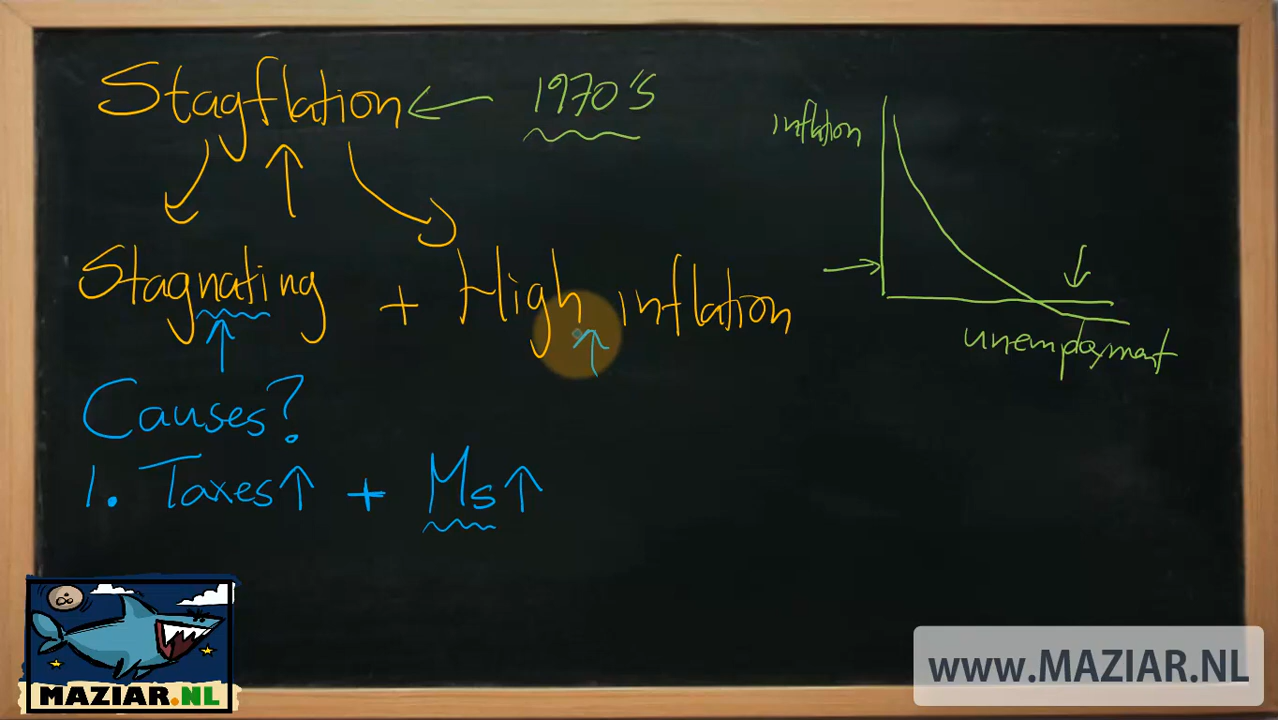 Stagflation ← 1970's
Stagnating + High inflation
Causes?
1. Taxes↑ + Ms↑
inflation
unemployment
MAZIAR.NL
www.MAZIAR.NL